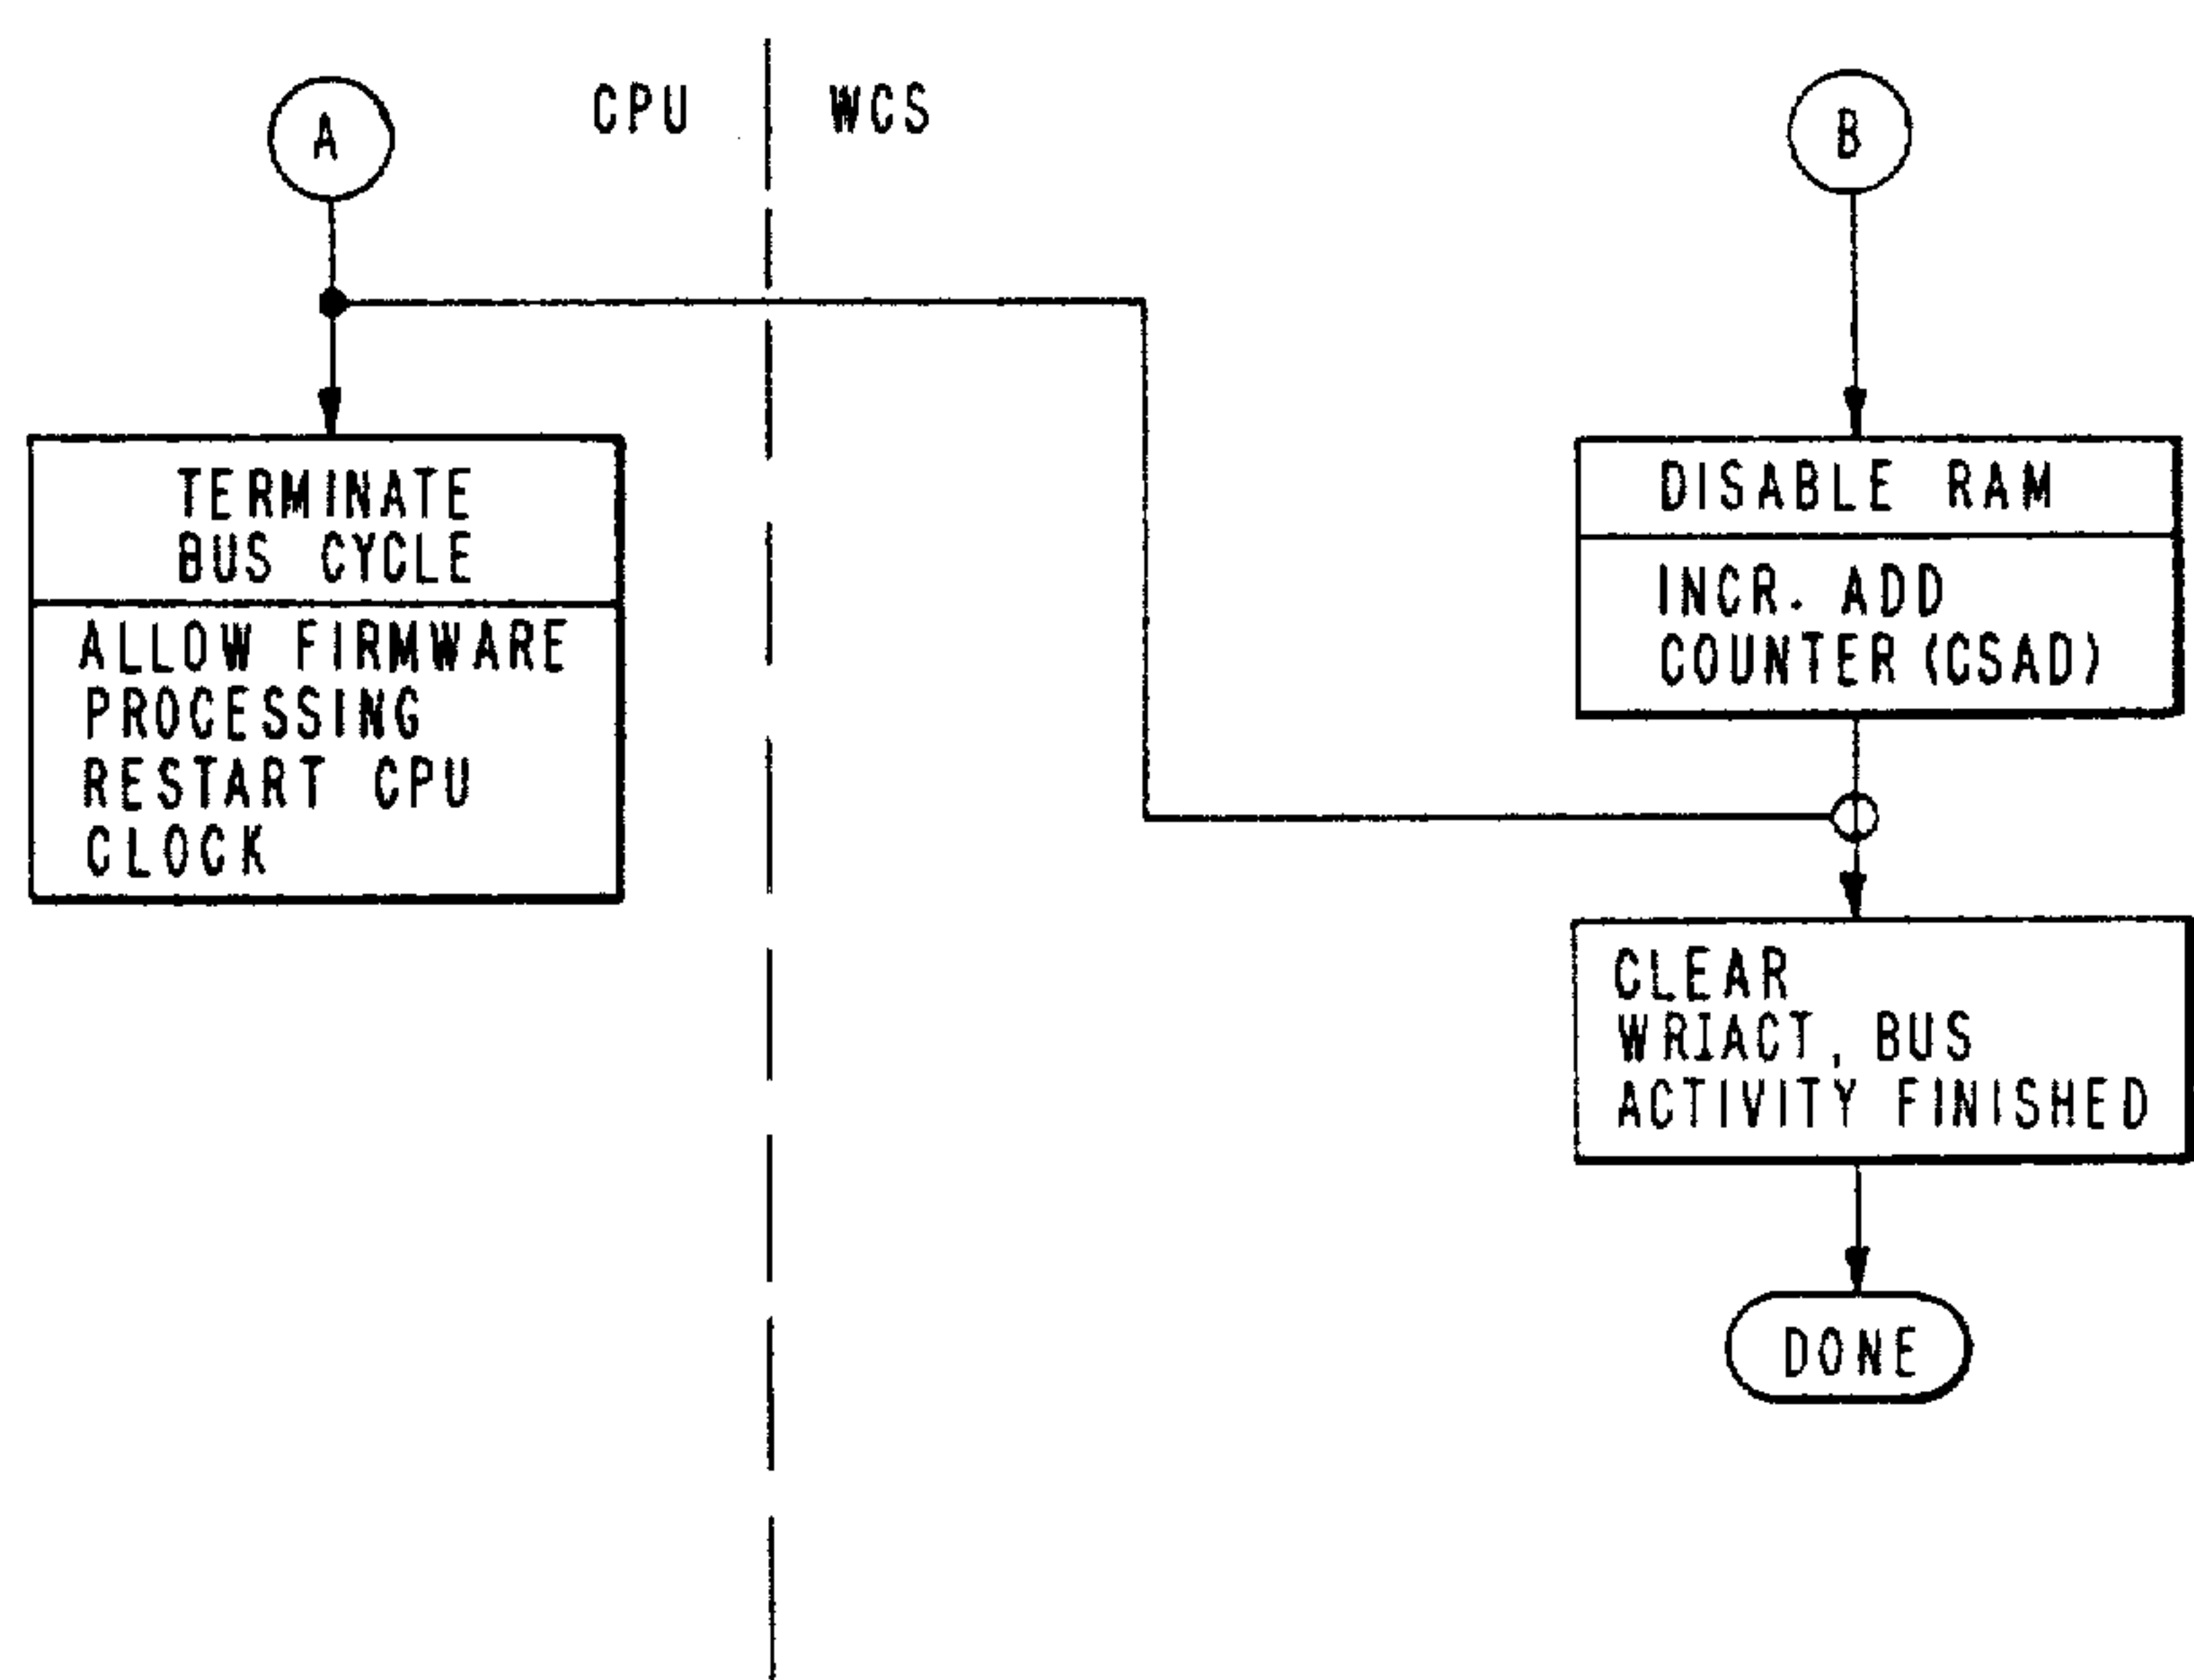 A
CPU
WCS
B
TERMINATE
BUS CYCLE
ALLOW FIRMWARE
PROCESSING
RESTART CPU
CLOCK
DISABLE RAM
INCR. ADD
COUNTER (CSAD)
CLEAR
WRIACT, BUS
ACTIVITY FINISHED
DONE